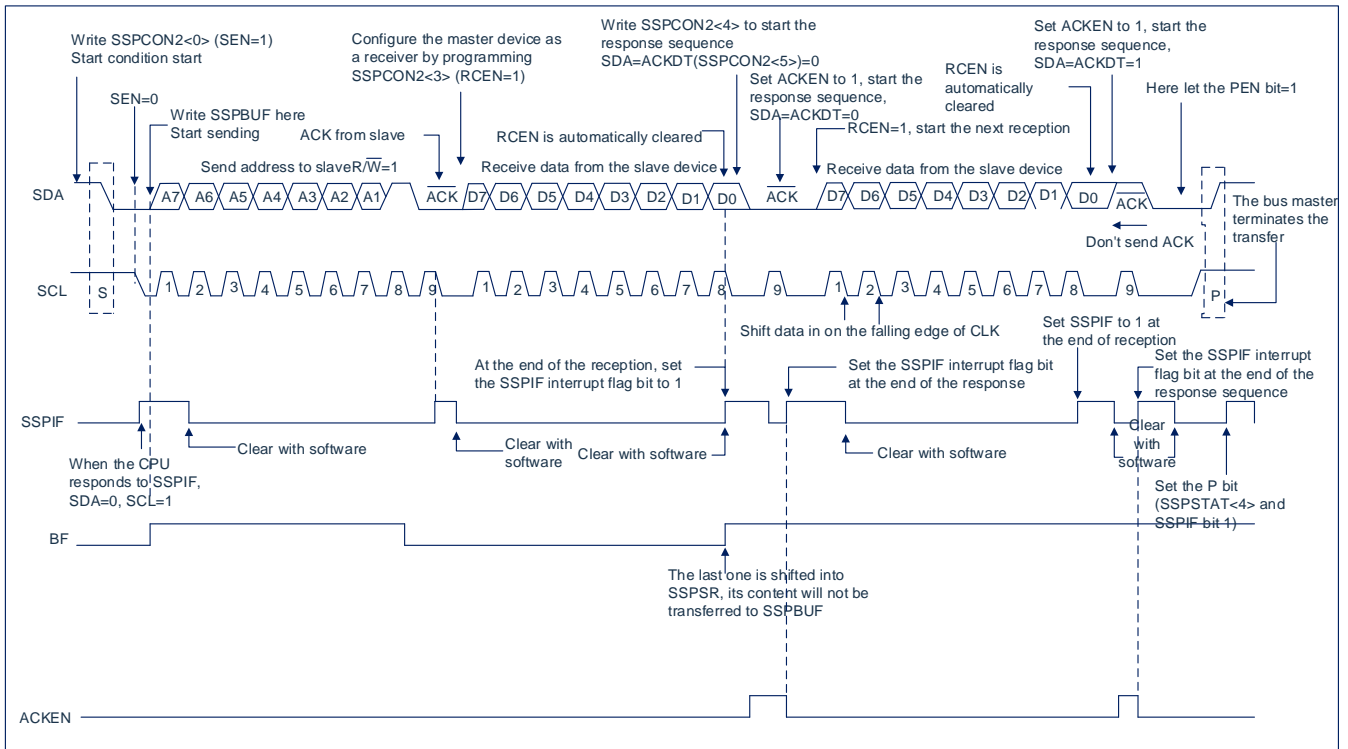 Write SSPCON2<0> (SEN=1)
Start condition start
SEN=0
Write SSPBUF here
Start sending
ACK from slave
Configure the master device as
a receiver by programming
SSPCON2<3> (RCEN=1)
Write SSPCON2<4> to start the
response sequence
SDA=ACKDT(SSPCON2<5>)=0
Set ACKEN to 1, start the
response sequence,
SDA=ACKDT=0
RCEN is automatically cleared
RCEN=1, start the next reception
RCEN is
automatically
cleared
Set ACKEN to 1, start the
response sequence,
SDA=ACKDT=1
Here let the PEN bit=1
Send address to slaveR/W̅=1
Receive data from the slave device
Receive data from the slave device
SDA
A7 A6 A5 A4 A3 A2 A1 ACK D7 D6 D5 D4 D3 D2 D1 D0 ACK D7 D6 D5 D4 D3 D2 D1 D0 ACK
The bus master
terminates the
transfer
Don't send ACK
SCL
S 1 2 3 4 5 6 7 8 9 1 2 3 4 5 6 7 8 9 1 2 3 4 5 6 7 8 9 P
Shift data in on the falling edge of CLK
At the end of the reception, set
the SSPIF interrupt flag bit to 1
Set the SSPIF interrupt flag bit
at the end of the response
Set SSPIF to 1 at
the end of reception
Set the SSPIF interrupt
flag bit at the end of the
response sequence
SSPIF
When the CPU
responds to SSPIF,
SDA=0, SCL=1
Clear with software
Clear with
software
Clear with software
Clear with software
Clear
with
software
Set the P bit
(SSPSTAT<4> and
SSPIF bit 1)
BF
The last one is shifted into
SSPSR, its content will not be
transferred to SSPBUF
ACKEN